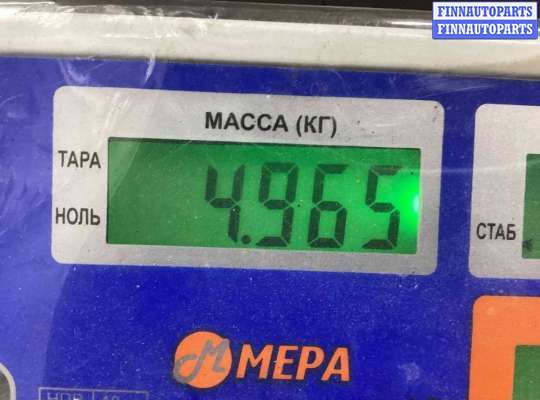 FINNAUTOPARTS
FINNAUTOPARTS
МАССА (КГ)
ТАРА
4.965
НОЛЬ
СТАБ
М МЕРА